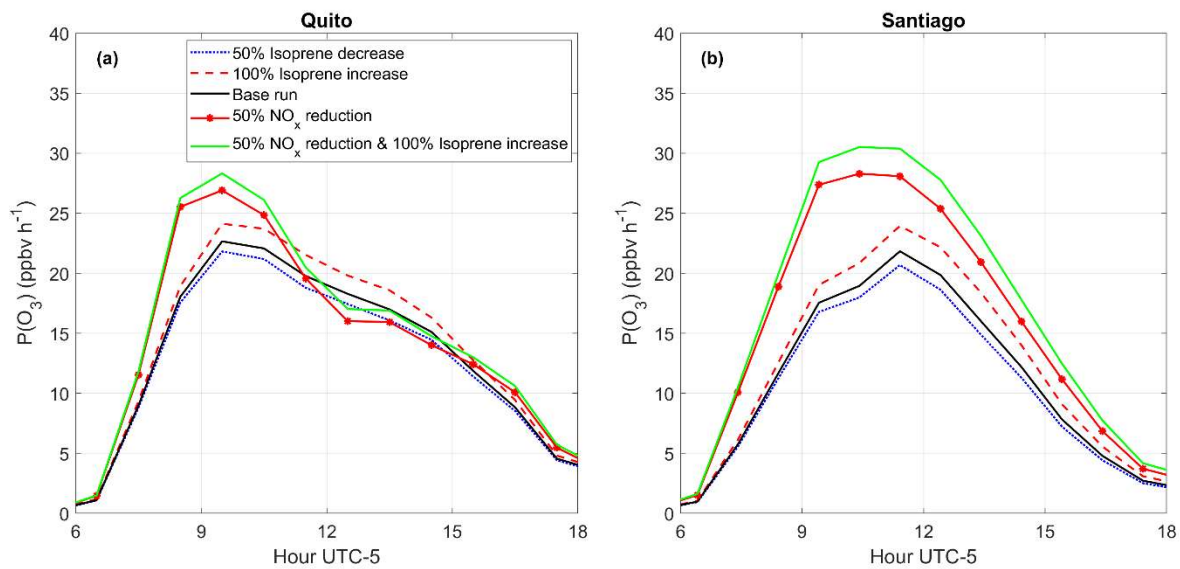 Quito
(a)
50% Isoprene decrease
100% Isoprene increase
Base run
50% NOx reduction
50% NOx reduction & 100% Isoprene increase
P(O3) (ppbv h-1)
40
35
30
25
20
15
10
5
0
6
9
12
15
18
Hour UTC-5
Santiago
(b)
P(O3) (ppbv h-1)
40
35
30
25
20
15
10
5
0
6
9
12
15
18
Hour UTC-5